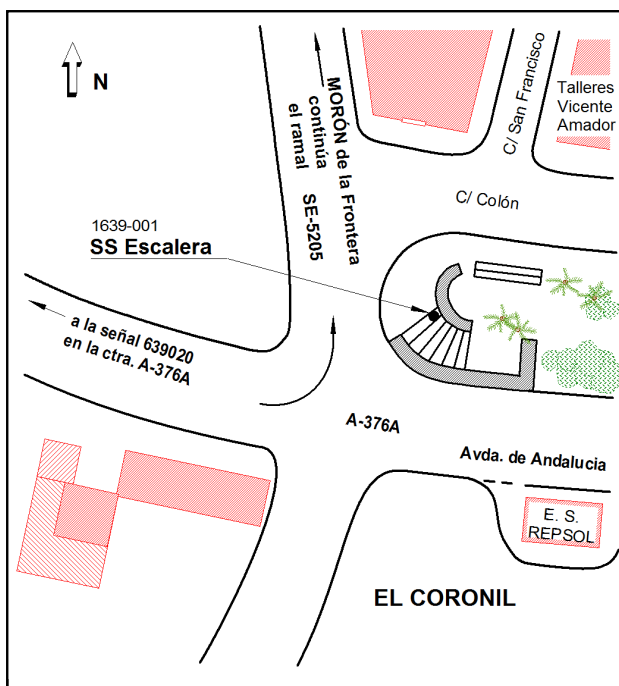 N
MORÓN de la Frontera
continúa
el ramal SE-5205
C/ San Francisco
Talleres
Vicente
Amador
C/ Colón
1639-001
SS Escalera
a la señal 639020
en la ctra. A-376A
A-376A
Avda. de Andalucia
E. S.
REPSOL
EL CORONIL